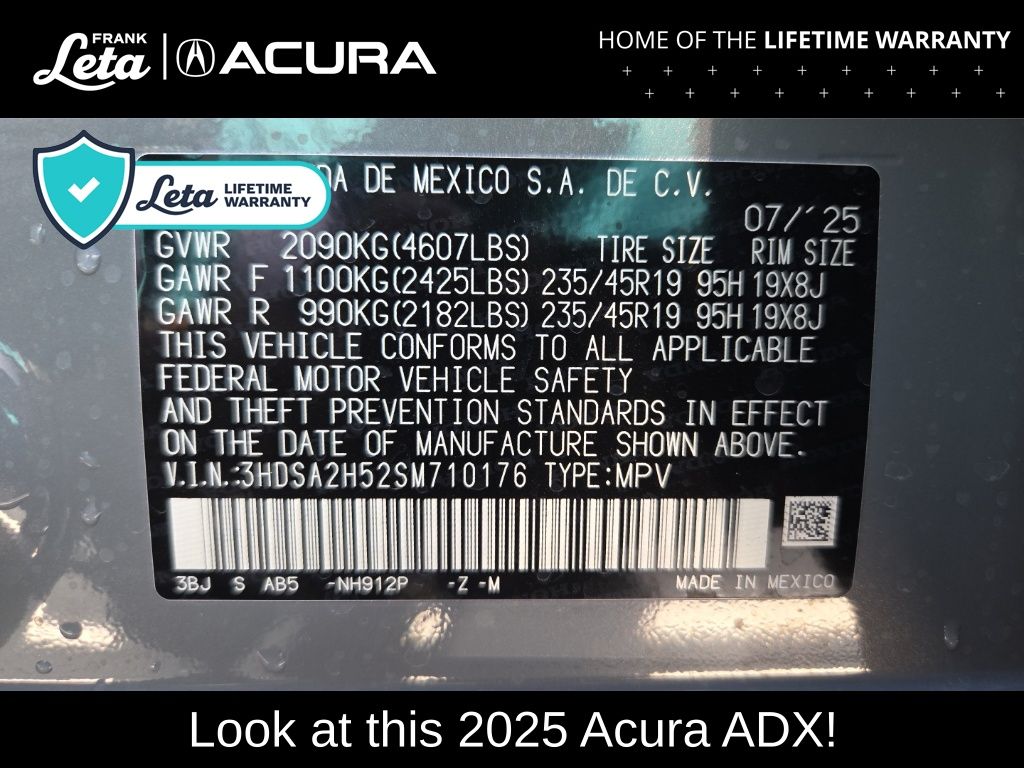 FRANK
Leta
ACURA
HOME OF THE LIFETIME WARRANTY
Leta LIFETIME
WARRANTY
DA DE MEXICO S.A. DE C.V.
07/´25
GVWR 2090KG(4607LBS) TIRE SIZE RIM SIZE
GAWR F 1100KG(2425LBS) 235/45R19 95H 19X8J
GAWR R 990KG(2182LBS) 235/45R19 95H 19X8J
THIS VEHICLE CONFORMS TO ALL APPLICABLE
FEDERAL MOTOR VEHICLE SAFETY
AND THEFT PREVENTION STANDARDS IN EFFECT
ON THE DATE OF MANUFACTURE SHOWN ABOVE.
V.I.N.:3HDSA2H52SM710176 TYPE:MPV
3BJ S AB5 -NH912P -Z -M MADE IN MEXICO
Look at this 2025 Acura ADX!